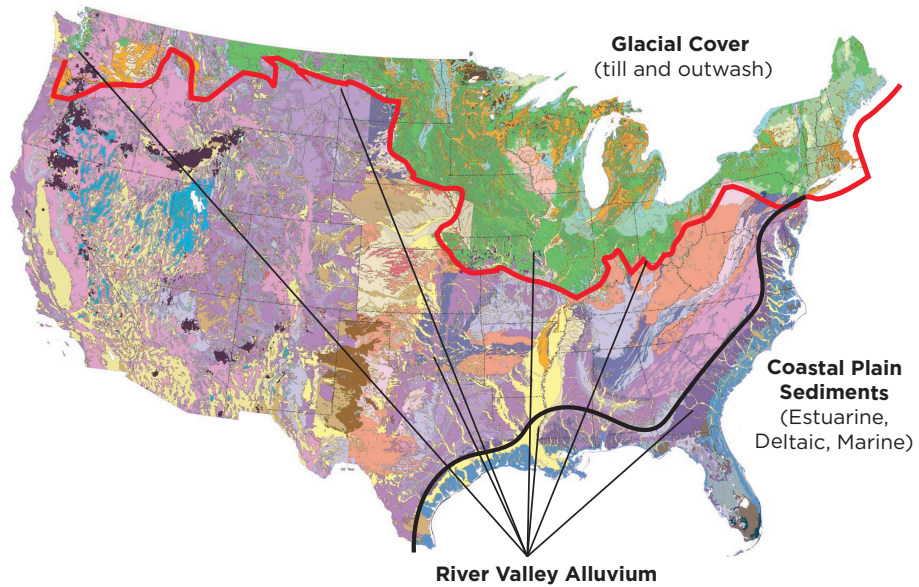 Glacial Cover
(till and outwash)
Coastal Plain
Sediments
(Estuarine,
Deltaic, Marine)
River Valley Alluvium